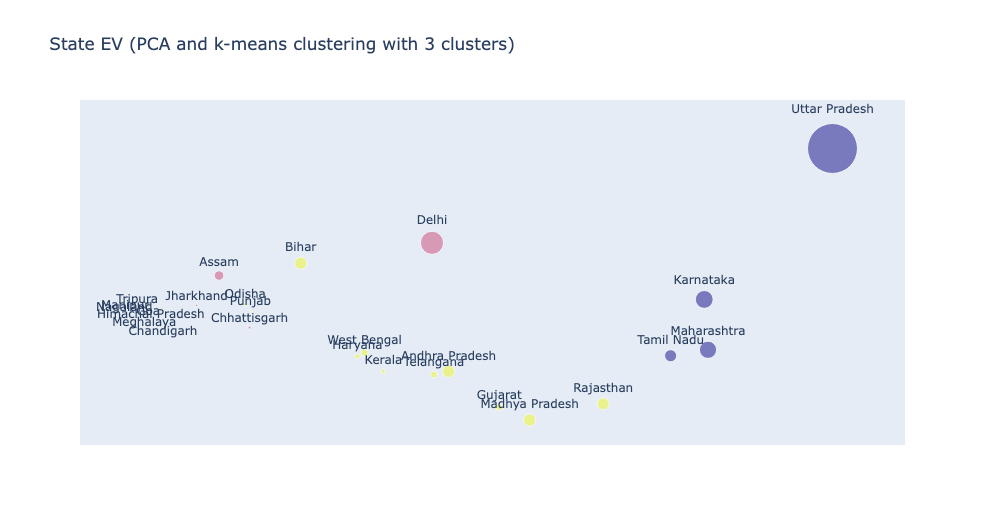 State EV (PCA and k-means clustering with 3 clusters)
Uttar Pradesh
Delhi
Bihar
Assam
Karnataka
Jharkhand
Odisha
Tripura
Punjab
Himachal Pradesh
Chhattisgarh
Meghalaya
Chandigarh
Maharashtra
West Bengal
Tamil Nadu
Haryana
Andhra Pradesh
Kerala
Telangana
Rajasthan
Gujarat
Madhya Pradesh